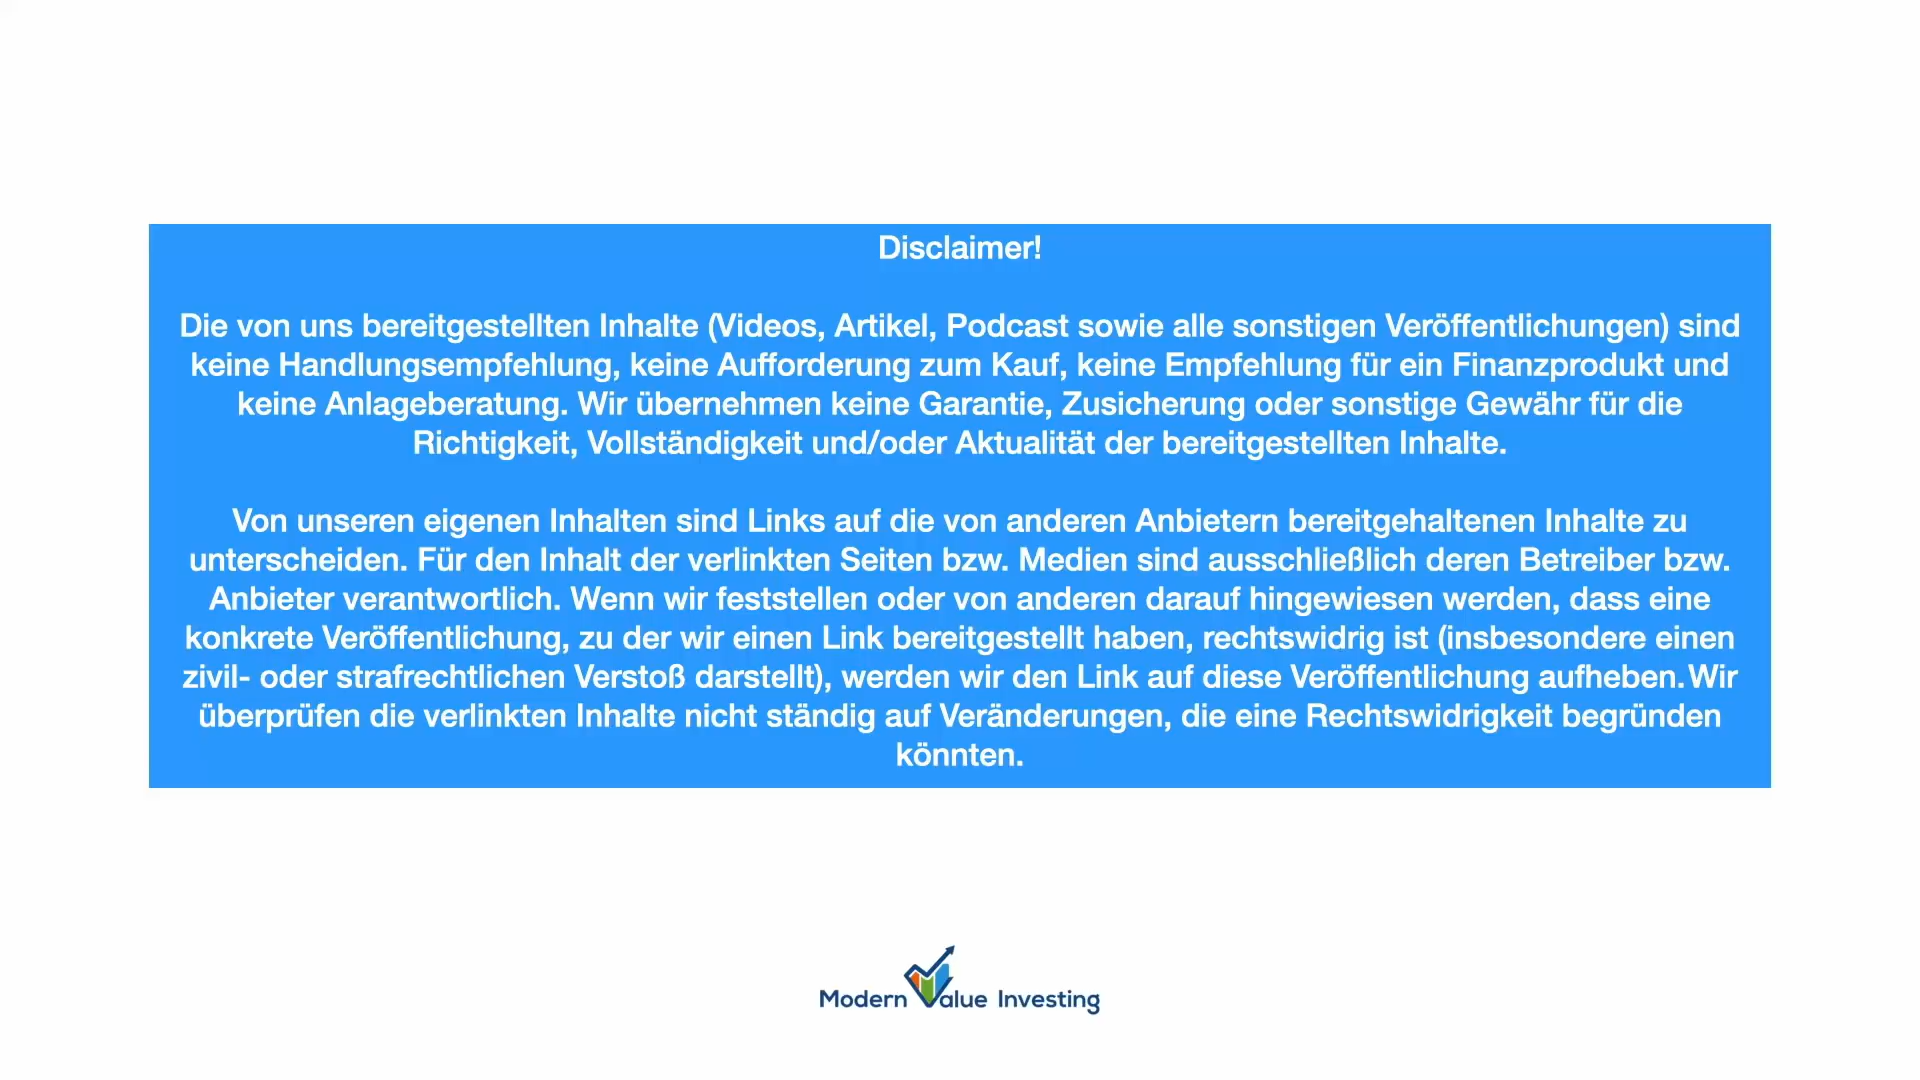 Disclaimer!
Die von uns bereitgestellten Inhalte (Videos, Artikel, Podcast sowie alle sonstigen Veröffentlichungen) sind
keine Handlungsempfehlung, keine Aufforderung zum Kauf, keine Empfehlung für ein Finanzprodukt und
keine Anlageberatung. Wir übernehmen keine Garantie, Zusicherung oder sonstige Gewähr für die
Richtigkeit, Vollständigkeit und/oder Aktualität der bereitgestellten Inhalte.
Von unseren eigenen Inhalten sind Links auf die von anderen Anbietern bereitgehaltenen Inhalte zu
unterscheiden. Für den Inhalt der verlinkten Seiten bzw. Medien sind ausschließlich deren Betreiber bzw.
Anbieter verantwortlich. Wenn wir feststellen oder von anderen darauf hingewiesen werden, dass eine
konkrete Veröffentlichung, zu der wir einen Link bereitgestellt haben, rechtswidrig ist (insbesondere einen
zivil- oder strafrechtlichen Verstoß darstellt), werden wir den Link auf diese Veröffentlichung aufheben. Wir
überprüfen die verlinkten Inhalte nicht ständig auf Veränderungen, die eine Rechtswidrigkeit begründen
könnten.
Modern Value Investing